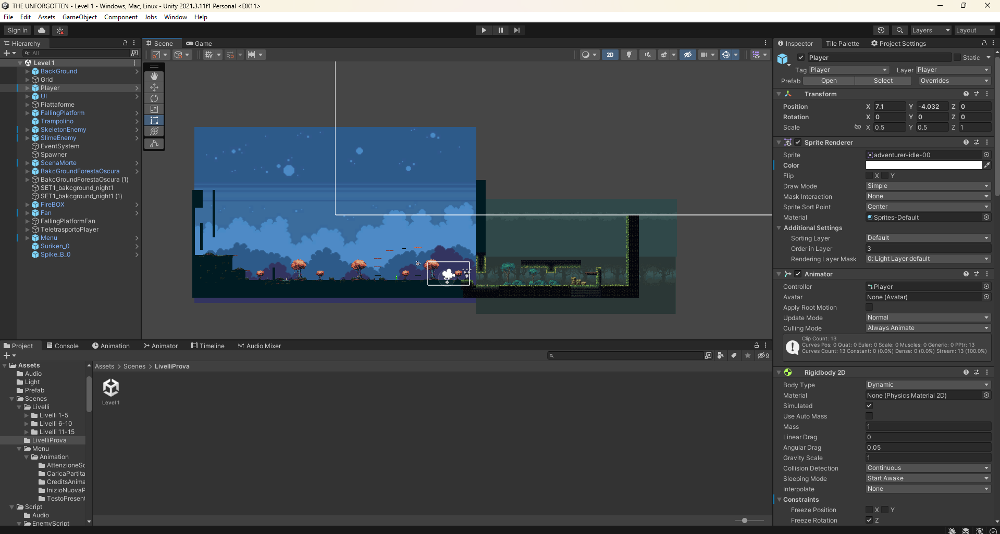 THE UNFORGOTTEN - Level 1 - Windows, Mac, Linux - Unity 2021.3.11f1 Personal <DX11>
File Edit Assets GameObject Component Jobs Window Help
Sign in
Layers
Layout
Hierarchy
All
Level 1
BackGround
Grid
Player
UI
Piattaforme
FallingPlatform
Trampolino
SkeletonEnemy
SlimeEnemy
EventSystem
Spawner
ScenaMorte
BakcGroundForestaOscura
BakcGroundForestaOscura (1)
SET1_bakcground_night1
SET1_bakcground_night1 (1)
FireBOX
Fan
FallingPlatformFan
TeletrasportoPlayer
Menu
Suriken_0
Spike_B_0
Scene Game
2D
Inspector Tile Palette Project Settings
Player Static
Tag Player Layer Player
Prefab Open Select Overrides
Transform
Position X 7.1 Y -4.032 Z 0
Rotation X 0 Y 0 Z 0
Scale X 0.5 Y 0.5 Z 1
Sprite Renderer
Sprite adventurer-idle-00
Color
Flip X Y
Draw Mode Simple
Mask Interaction None
Sprite Sort Point Center
Material Sprites-Default
Additional Settings
Sorting Layer Default
Order in Layer 3
Rendering Layer Mask 0: Light Layer default
Animator
Controller Player
Avatar None (Avatar)
Apply Root Motion
Update Mode Normal
Culling Mode Always Animate
Clip Count: 13
Curves Pos: 0 Quat: 0 Euler: 0 Scale: 0 Muscles: 0 Generic: 0 PPtr: 13
Curves Count: 13 Constant: 0 (0.0%) Dense: 0 (0.0%) Stream: 13 (100.0%)
Rigidbody 2D
Body Type Dynamic
Material None (Physics Material 2D)
Simulated
Use Auto Mass
Mass 1
Linear Drag 0
Angular Drag 0.05
Gravity Scale 1
Collision Detection Continuous
Sleeping Mode Start Awake
Interpolate None
Constraints
Freeze Position X Y
Freeze Rotation Z
Project Console Animation Animator Timeline Audio Mixer
9
Assets
Audio
Light
Prefab
Scenes
Livelli
Livelli 1-5
Livelli 6-10
Livelli 11-15
LivelliProva
Menu
Animation
AttenzioneSc
CaricaPartita
CreditsAnima
InizioNuovaP
TestoPresent
Script
Audio
EnemyScript
Assets > Scenes > LivelliProva
Level 1